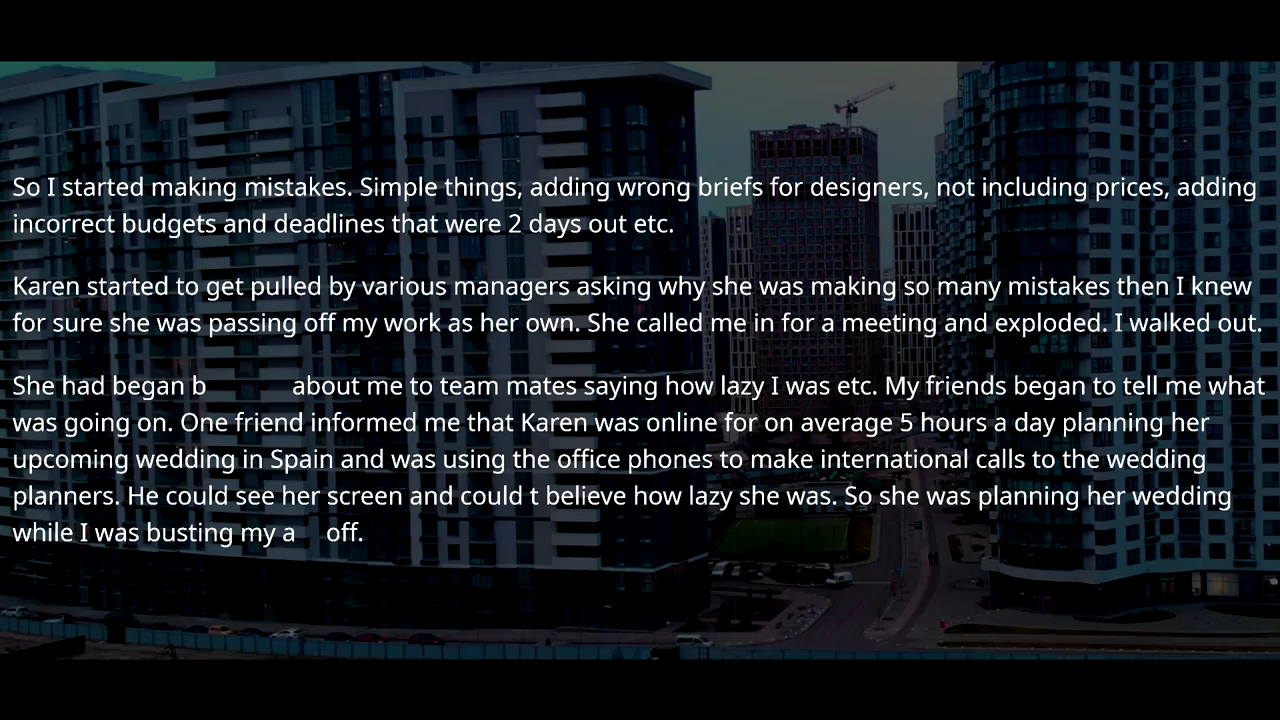 So I started making mistakes. Simple things, adding wrong briefs for designers, not including prices, adding
incorrect budgets and deadlines that were 2 days out etc.
Karen started to get pulled by various managers asking why she was making so many mistakes then I knew
for sure she was passing off my work as her own. She called me in for a meeting and exploded. I walked out.
She had began b about me to team mates saying how lazy I was etc. My friends began to tell me what
was going on. One friend informed me that Karen was online for on average 5 hours a day planning her
upcoming wedding in Spain and was using the office phones to make international calls to the wedding
planners. He could see her screen and could t believe how lazy she was. So she was planning her wedding
while I was busting my a off.